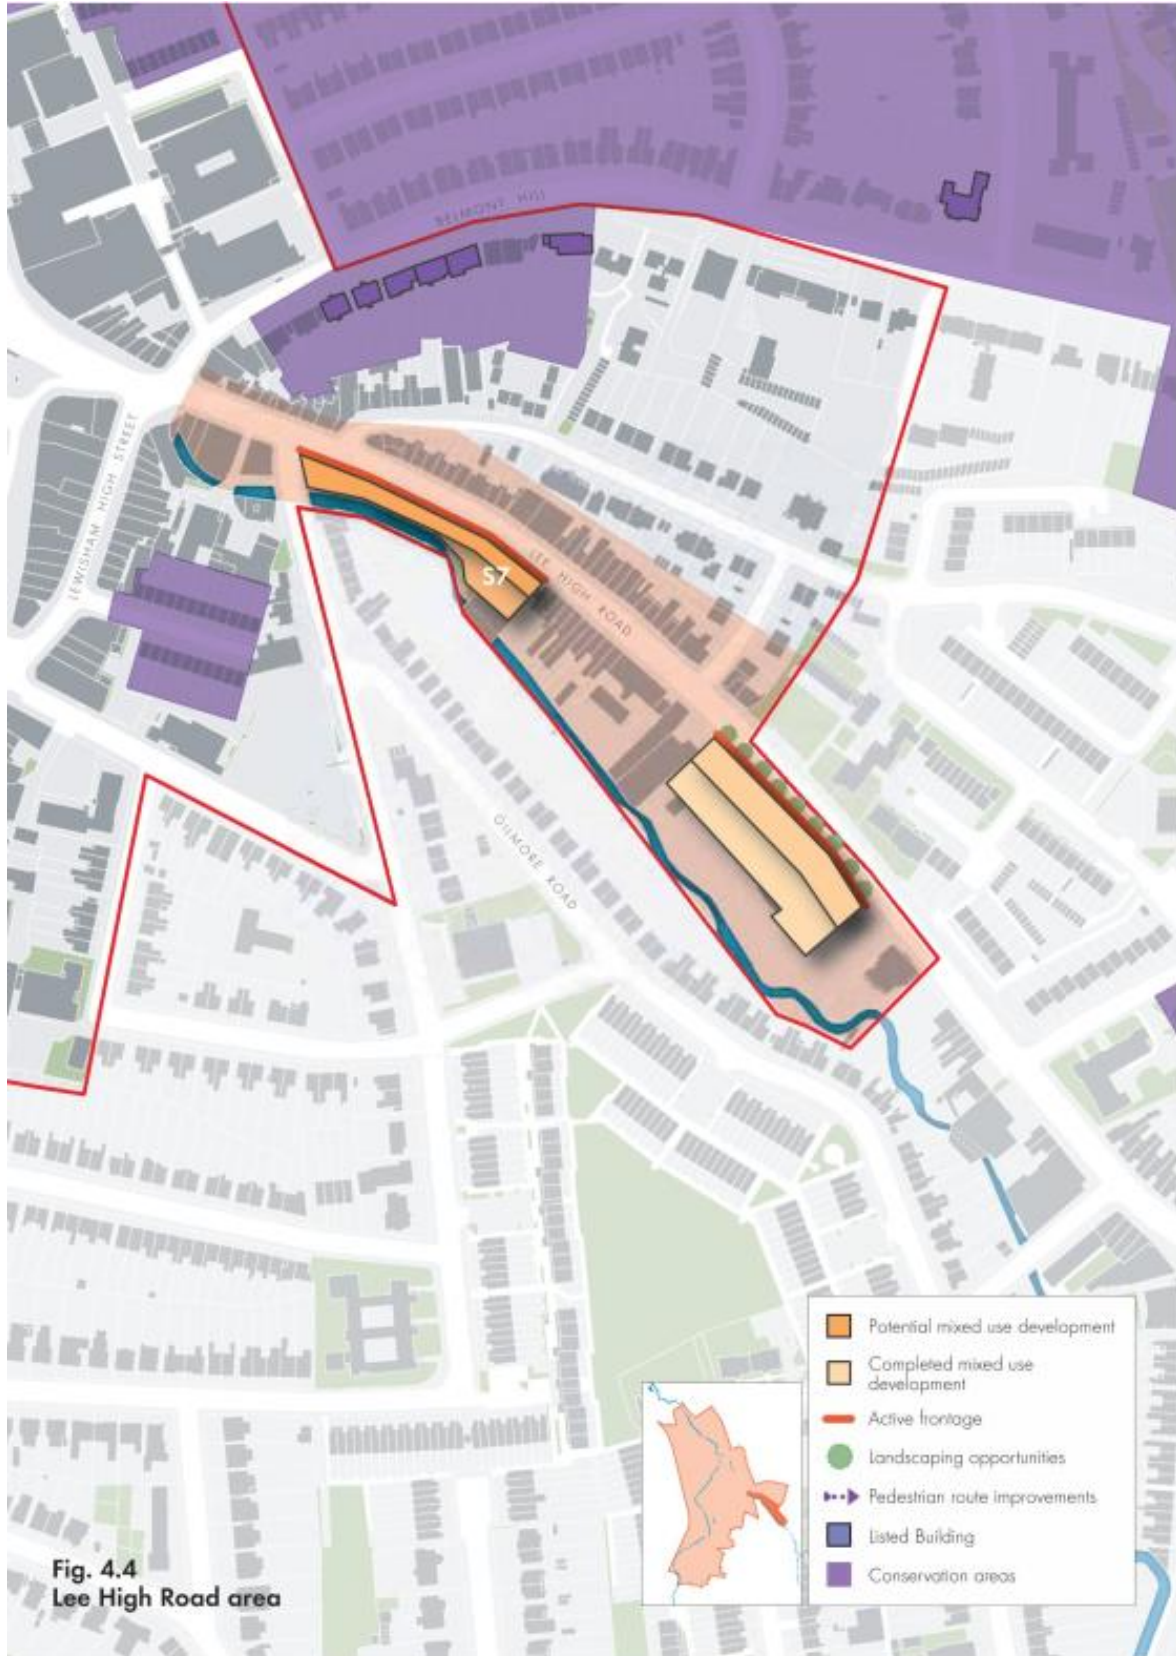 BELMONT HILL
LEWISHAM HIGH STREET
S7
LEE HIGH ROAD
GILMORE ROAD
Potential mixed use development
Completed mixed use
development
Active frontage
Landscaping opportunities
Pedestrian route improvements
Listed Building
Conservation areas
Fig. 4.4
Lee High Road area